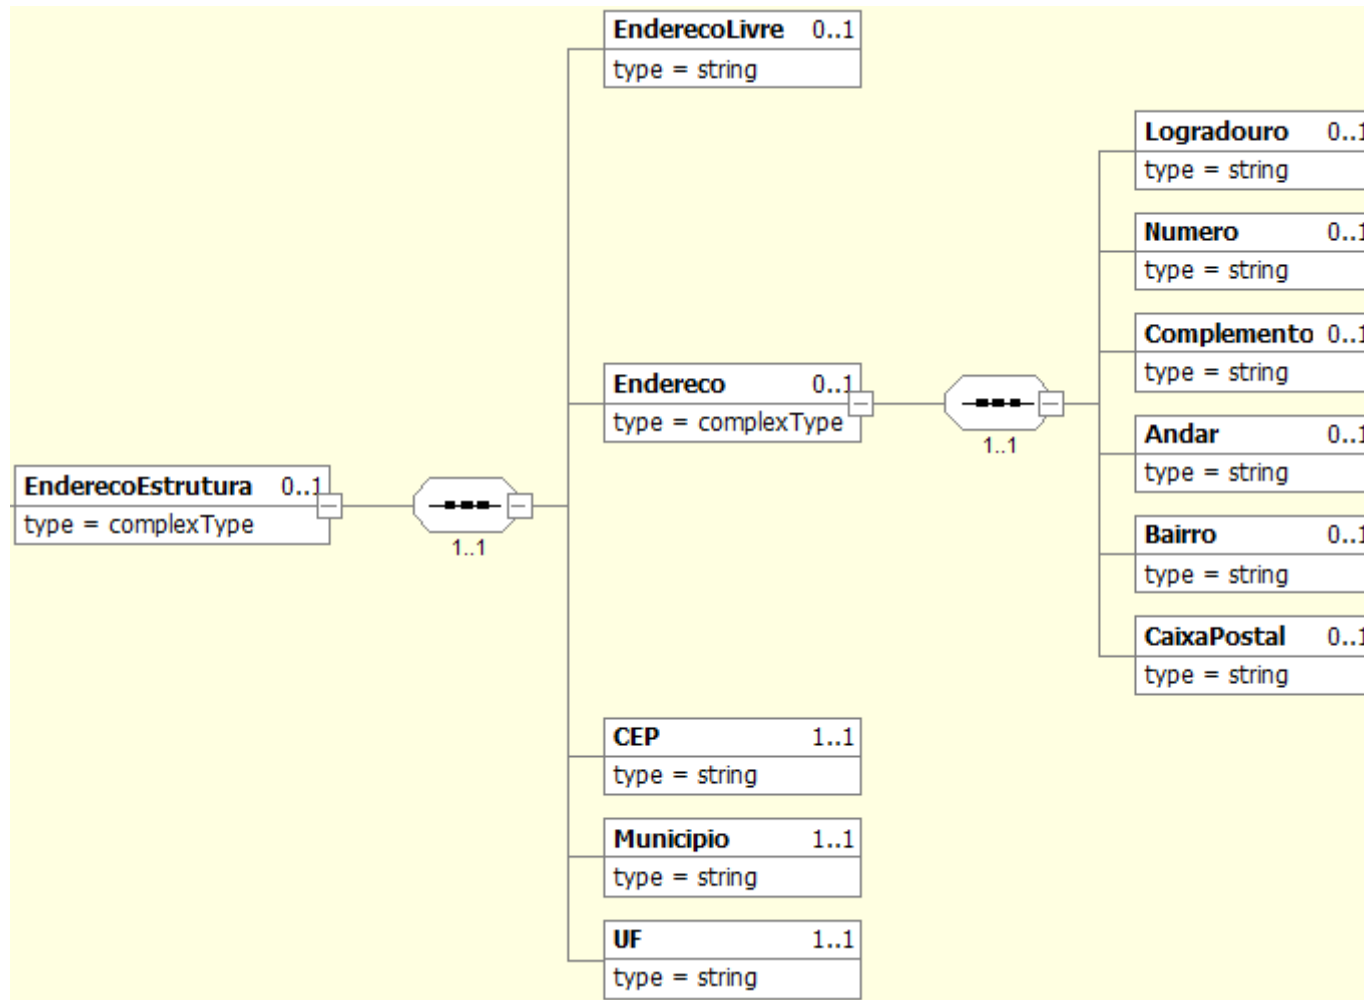 EnderecoLivre 0..1
type = string
Logradouro 0..1
type = string
Numero 0..1
type = string
Complemento 0..1
type = string
Endereco 0..1
type = complexType
1..1
Andar 0..1
type = string
EnderecoEstrutura 0..1
type = complexType
1..1
Bairro 0..1
type = string
CaixaPostal 0..1
type = string
CEP 1..1
type = string
Municipio 1..1
type = string
UF 1..1
type = string